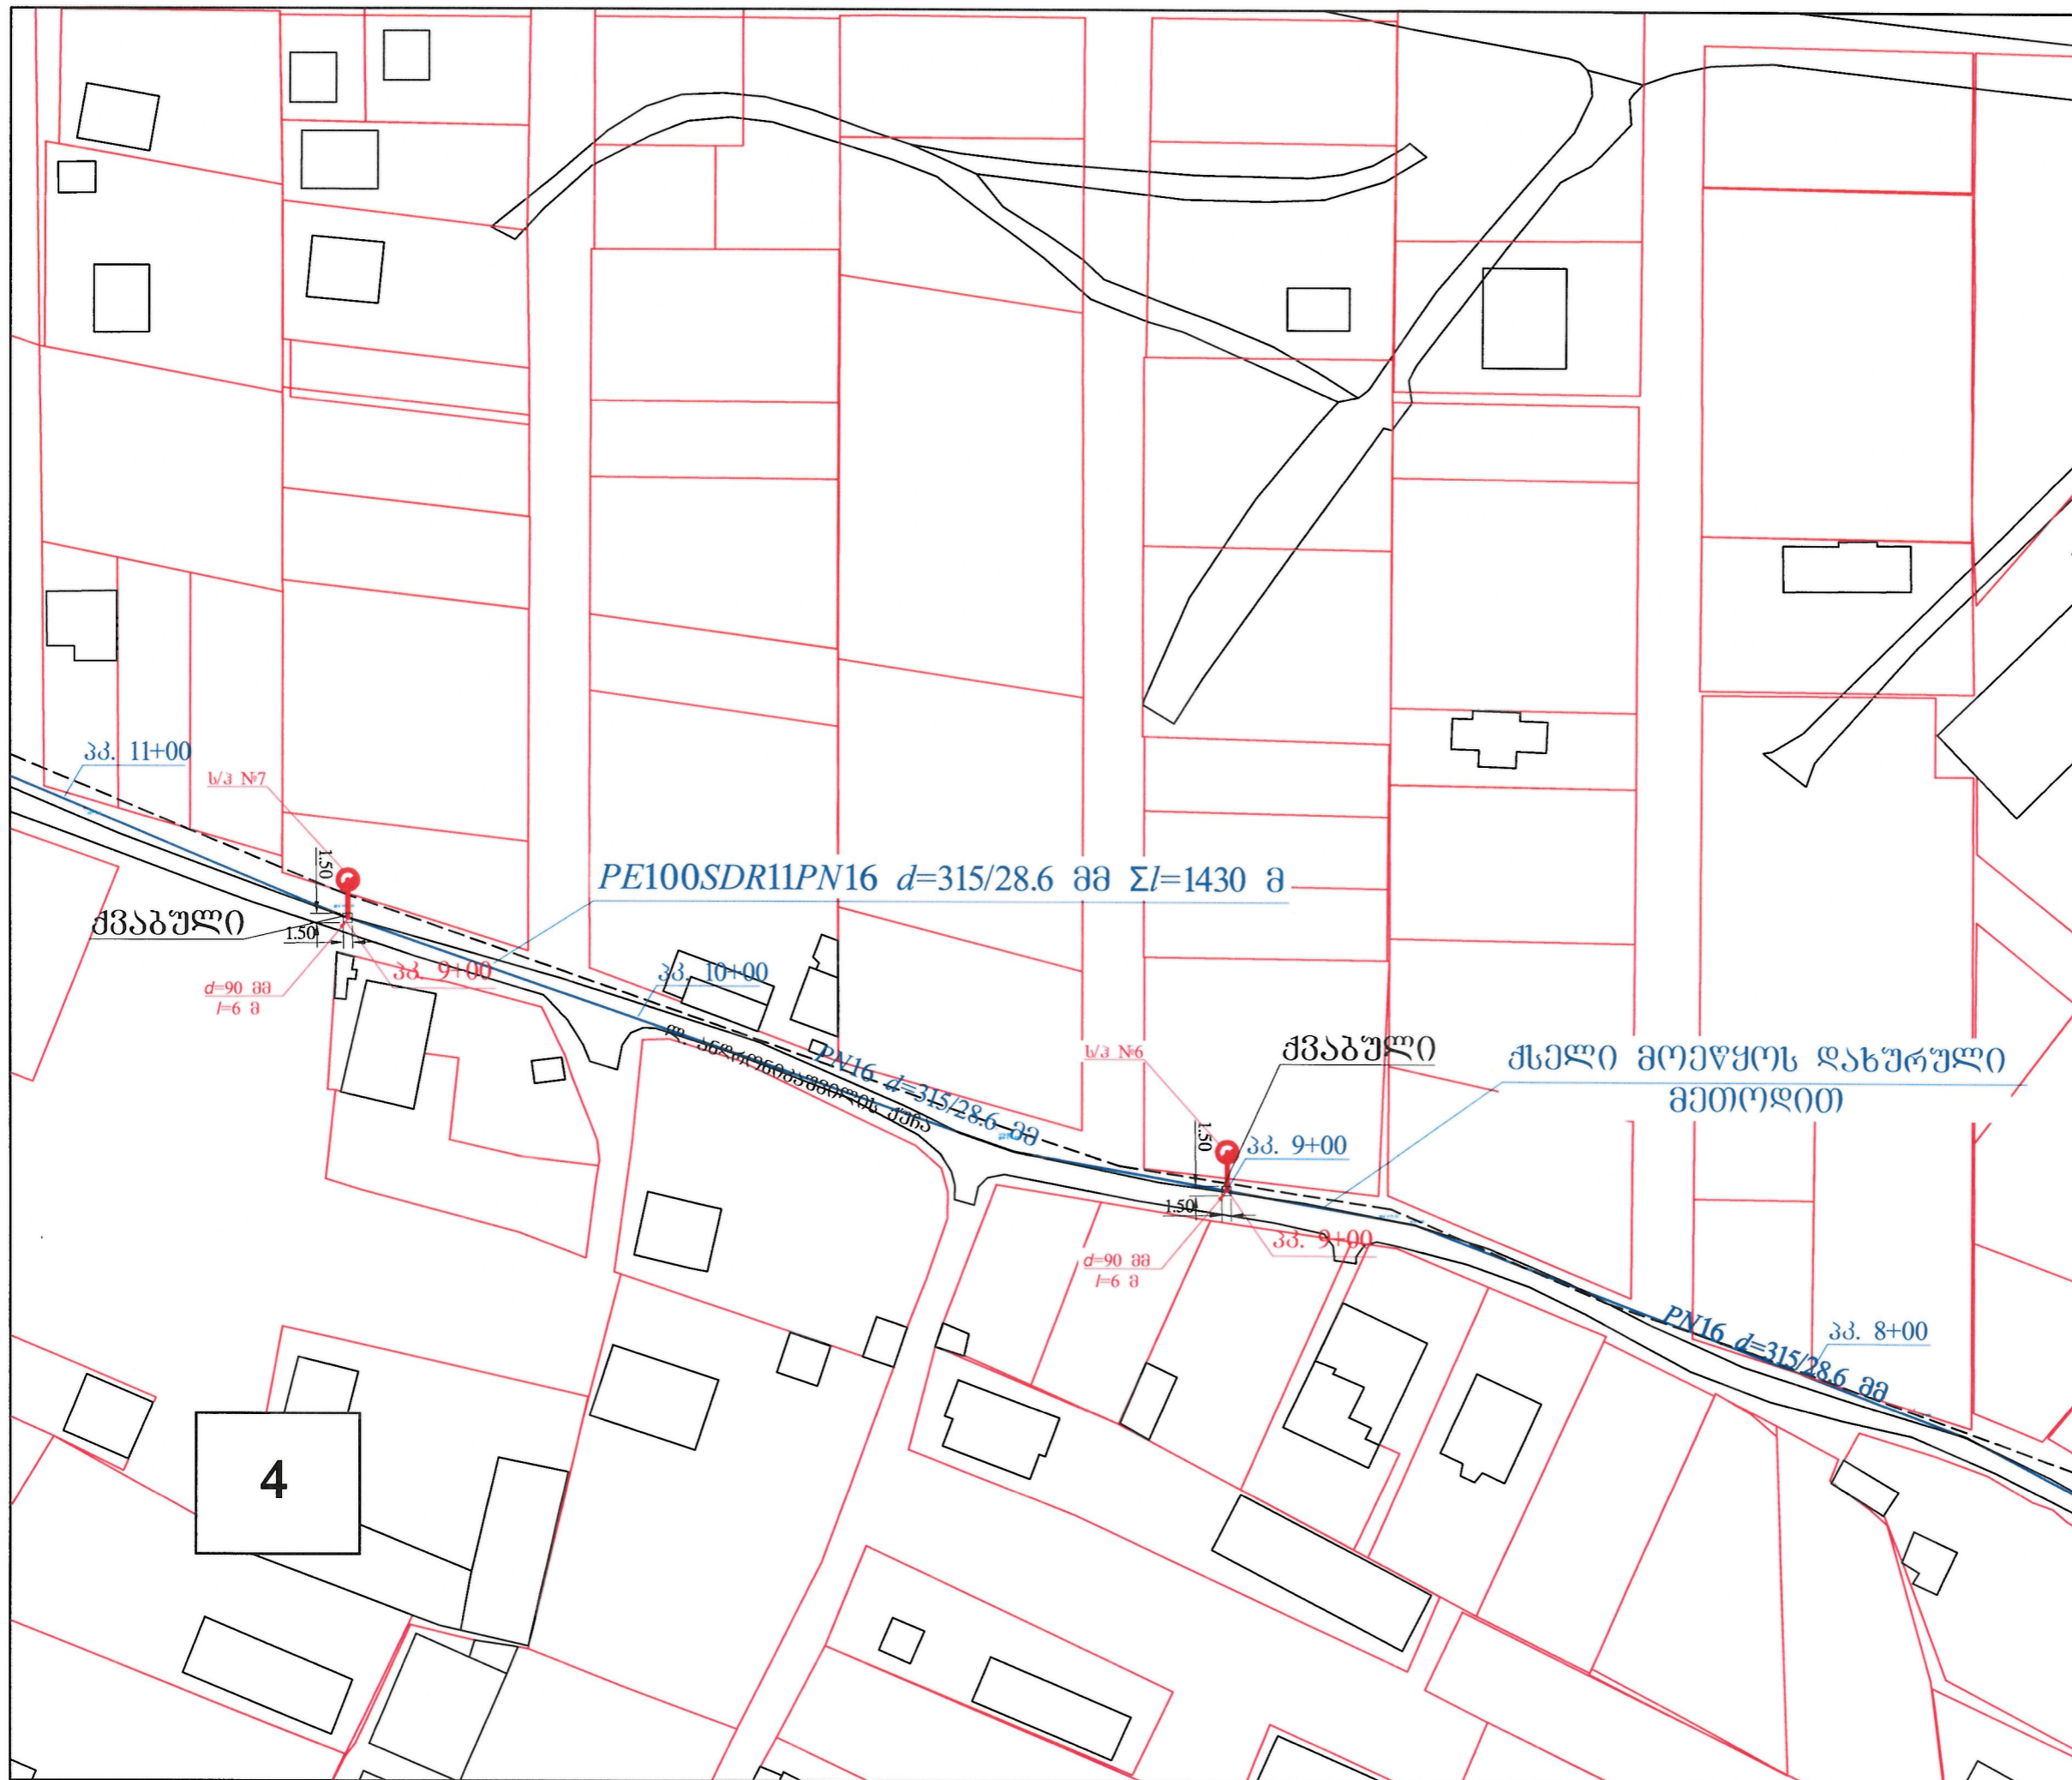 პკ. 11+00
ს/ჰ №7
1.50
PE100SDR11PN16 d=315/28.6 მმ Σl=1430 მ
ქვაბული
1.50
პკ. 9+00
d=90 მმ
l=6 მ
პკ. 10+00
ლ. ანდრონიკაშვილის ქუჩა
PN16 d=315/28.6 მმ
ს/ჰ №6
ქვაბული
ქსელი მოეწყოს დახურული
მეთოდით
1.50
პკ. 9+00
1.50
პკ. 9+00
d=90 მმ
l=6 მ
PN16 d=315/28.6 მმ
პკ. 8+00
4